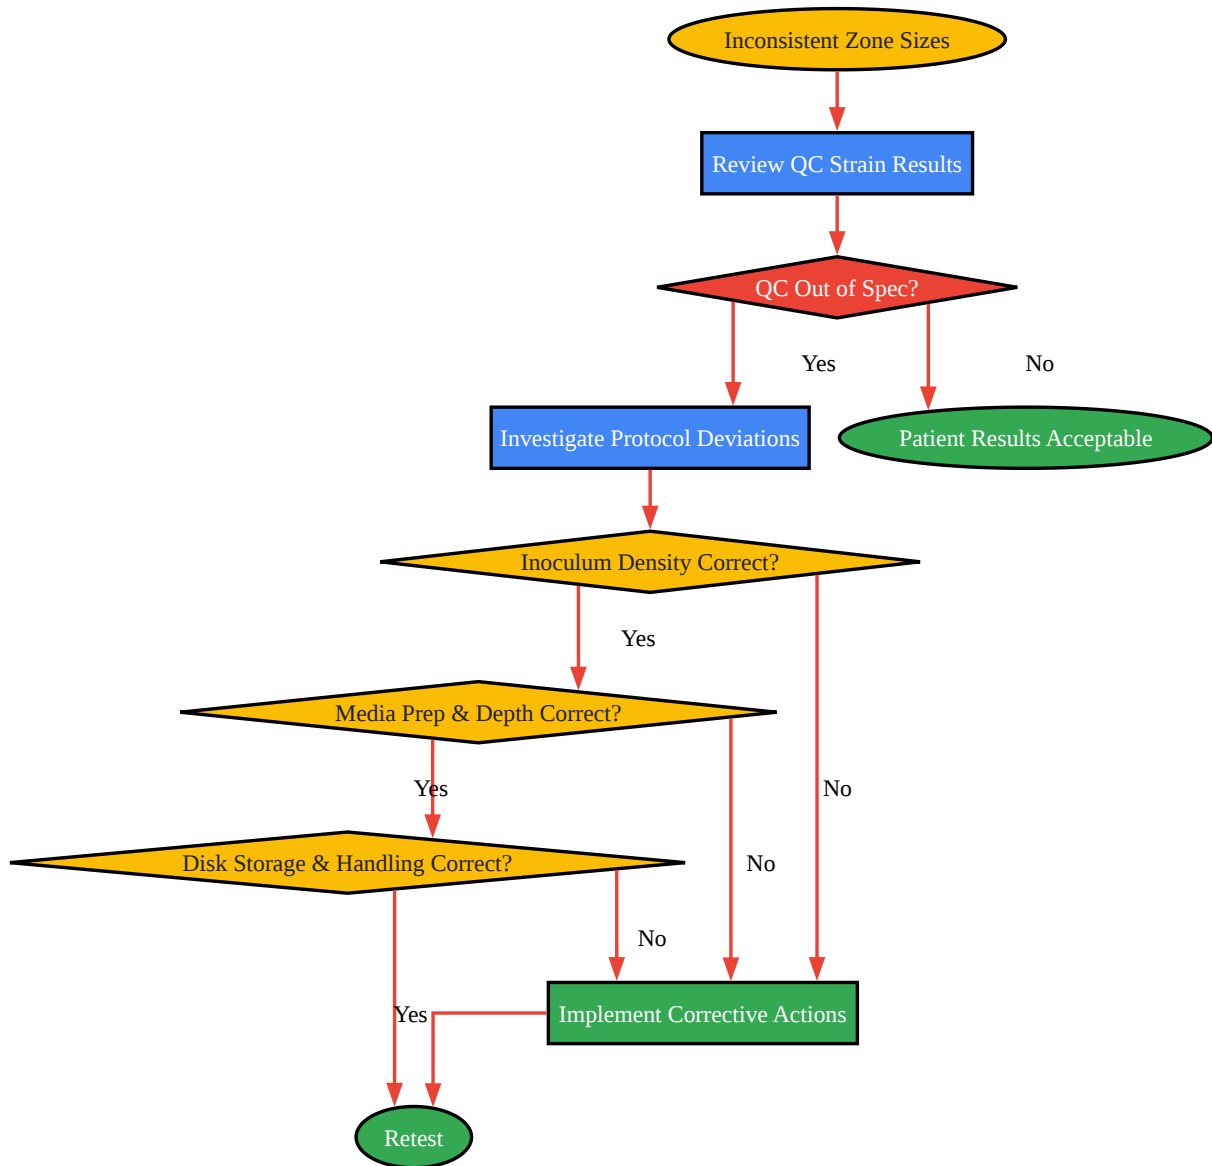 Inconsistent Zone Sizes
Review QC Strain Results
QC Out of Spec?
Yes
No
Investigate Protocol Deviations
Patient Results Acceptable
Inoculum Density Correct?
Yes
Media Prep & Depth Correct?
Yes
No
Disk Storage & Handling Correct?
No
No
Yes
Implement Corrective Actions
Retest